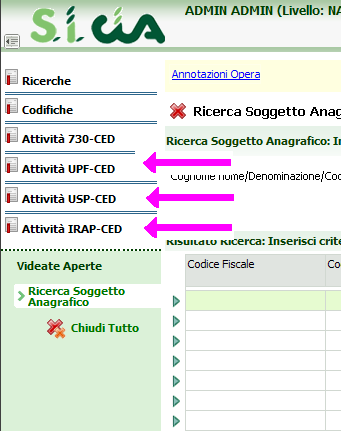 S.I.CIA
ADMIN ADMIN (Livello: NA
Ricerche
Codifiche
Attività 730-CED
Attività UPF-CED
Attività USP-CED
Attività IRAP-CED
Videate Aperte
Ricerca Soggetto
Anagrafico
Chiudi Tutto
Annotazioni Opera
Ricerca Soggetto Anag
Ricerca Soggetto Anagrafico: In
Cognome nome/Denominazione/Cod
Risultato Ricerca: Inserisci crite
Codice Fiscale
Co